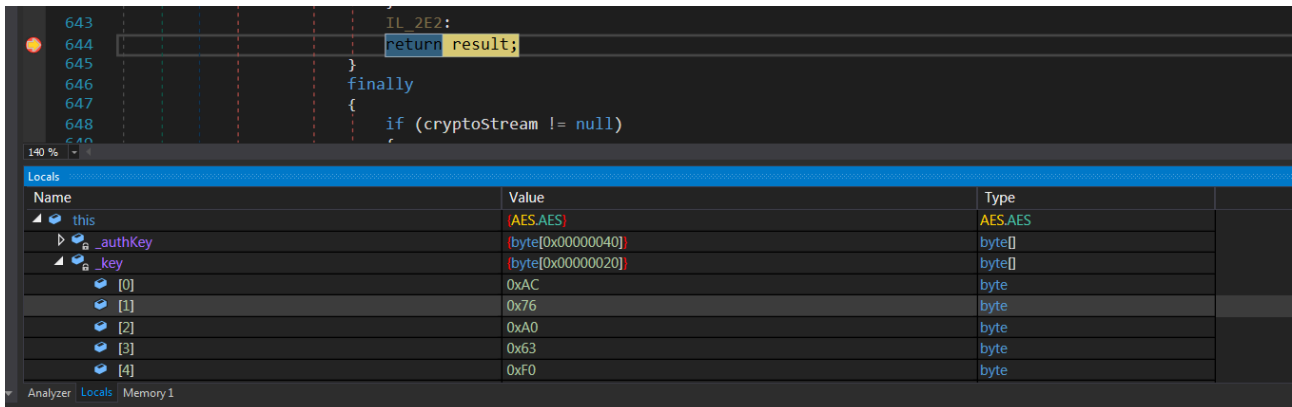 643 IL_2E2:
644 return result;
645 }
646 finally
647 {
648 if (cryptoStream != null)
649 {
140 %
Locals
Name Value Type
this {AES.AES} AES.AES
_authKey {byte[0x00000040]} byte[]
_key {byte[0x00000020]} byte[]
[0] 0xAC byte
[1] 0x76 byte
[2] 0xA0 byte
[3] 0x63 byte
[4] 0xF0 byte
Analyzer Locals Memory 1